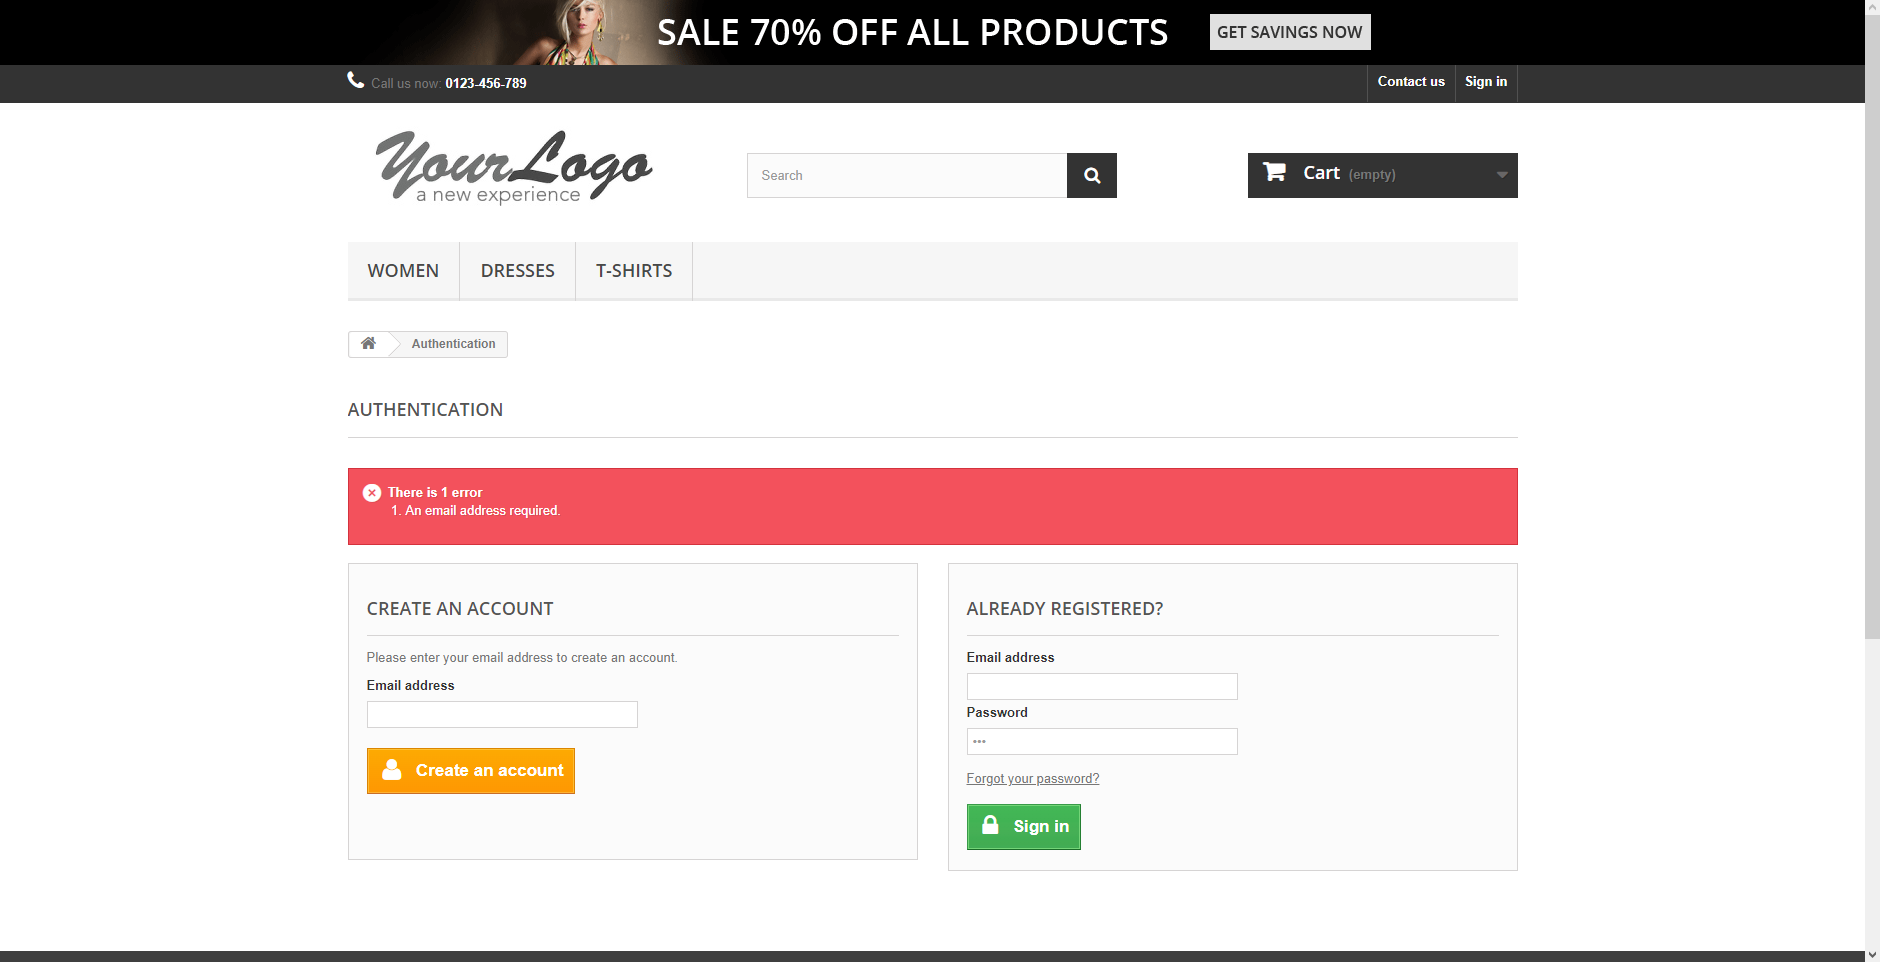 SALE 70% OFF ALL PRODUCTS GET SAVINGS NOW
Call us now: 0123-456-789 Contact us Sign in
YourLogo
a new experience
Search
Cart (empty)
WOMEN DRESSES T-SHIRTS
Authentication
AUTHENTICATION
There is 1 error
1. An email address required.
CREATE AN ACCOUNT
Please enter your email address to create an account.
Email address
Create an account
ALREADY REGISTERED?
Email address
Password
•••
Forgot your password?
Sign in